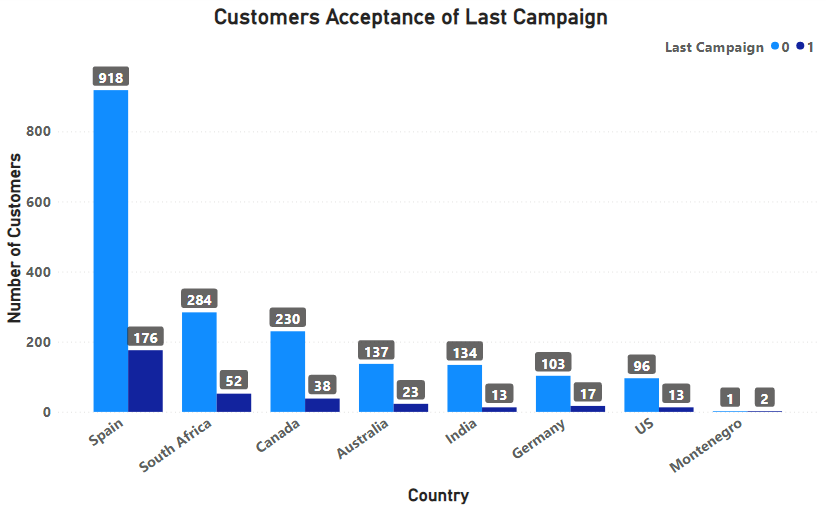 Customers Acceptance of Last Campaign
Last Campaign 0 1
Number of Customers
800
600
400
200
0
918
176
284
52
230
38
137
23
134
13
103
17
96
13
1
2
Spain
South Africa
Canada
Australia
India
Germany
US
Montenegro
Country